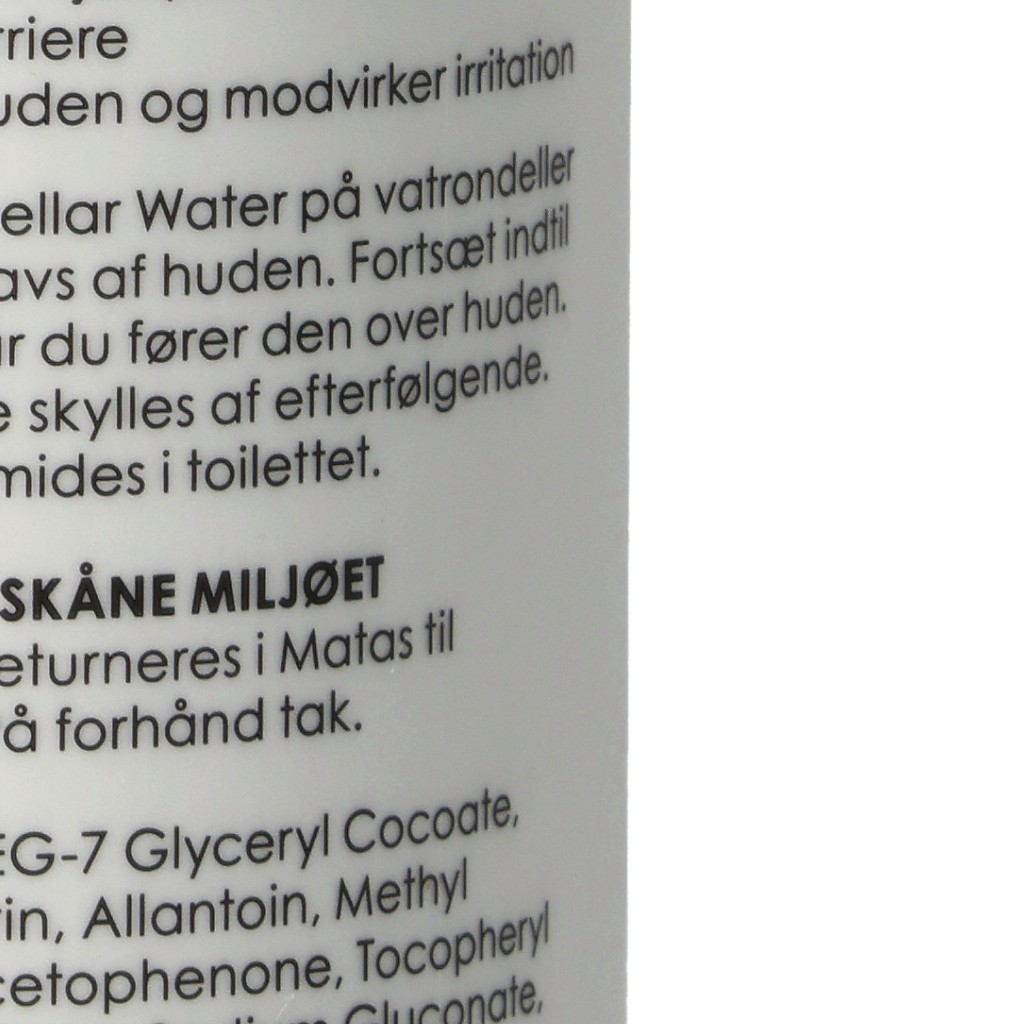 rriere
uden og modvirker irritation
ellar Water på vatrondeller
avs af huden. Fortsæt indtil
ar du fører den over huden.
e skylles af efterfølgende.
mides i toilettet.
SKÅNE MILJØET
eturneres i Matas til
å forhånd tak.
EG-7 Glyceryl Cocoate,
rin, Allantoin, Methyl
cetophenone, Tocopheryl
Gluconate,